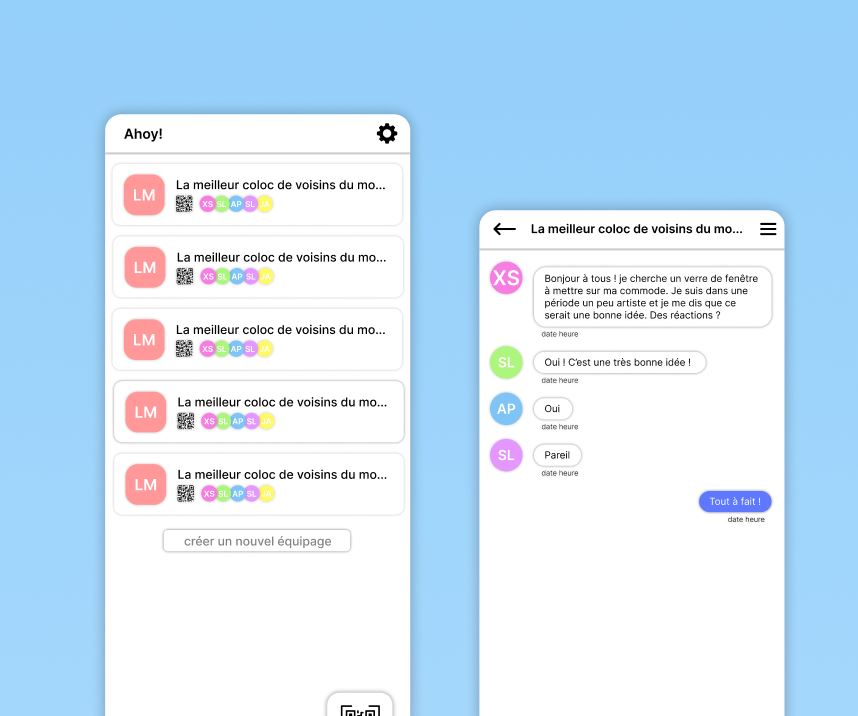 Ahoy!
LM
La meilleur coloc de voisins du mo...
XS SL AP SL JA
LM
La meilleur coloc de voisins du mo...
XS SL AP SL JA
LM
La meilleur coloc de voisins du mo...
XS SL AP SL JA
LM
La meilleur coloc de voisins du mo...
XS SL AP SL JA
LM
La meilleur coloc de voisins du mo...
XS SL AP SL JA
créer un nouvel équipage
La meilleur coloc de voisins du mo...
XS
Bonjour à tous ! je cherche un verre de fenêtre
à mettre sur ma commode. Je suis dans une
période un peu artiste et je me dis que ce
serait une bonne idée. Des réactions ?
date heure
SL
Oui ! C'est une très bonne idée !
date heure
AP
Oui
date heure
SL
Pareil
date heure
Tout à fait !
date heure